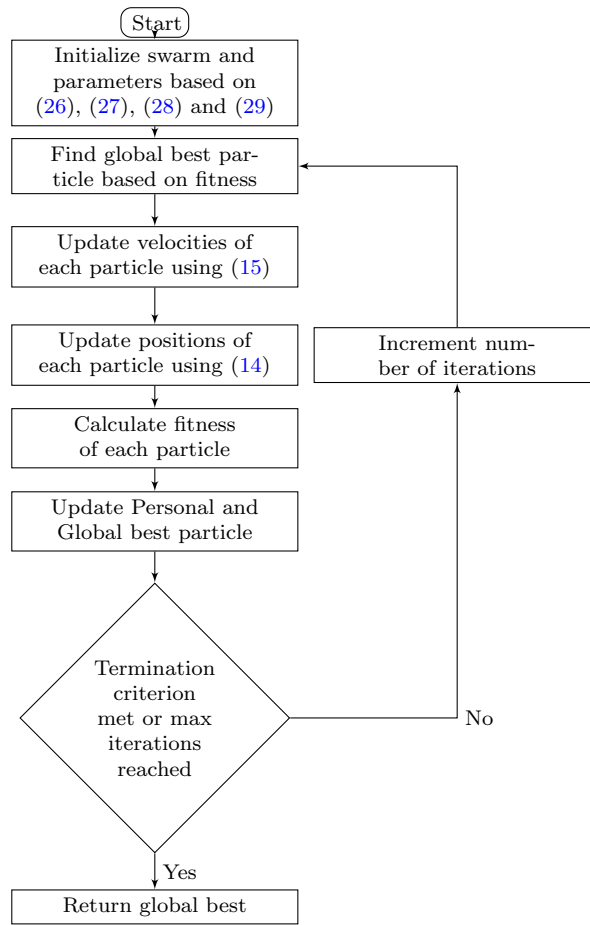 Start
Initialize swarm and
parameters based on
(26), (27), (28) and (29)
Find global best par-
ticle based on fitness
Update velocities of
each particle using (15)
Update positions of
each particle using (14)
Increment num-
ber of iterations
Calculate fitness
of each particle
Update Personal and
Global best particle
Termination
criterion
met or max
iterations
reached
No
Yes
Return global best